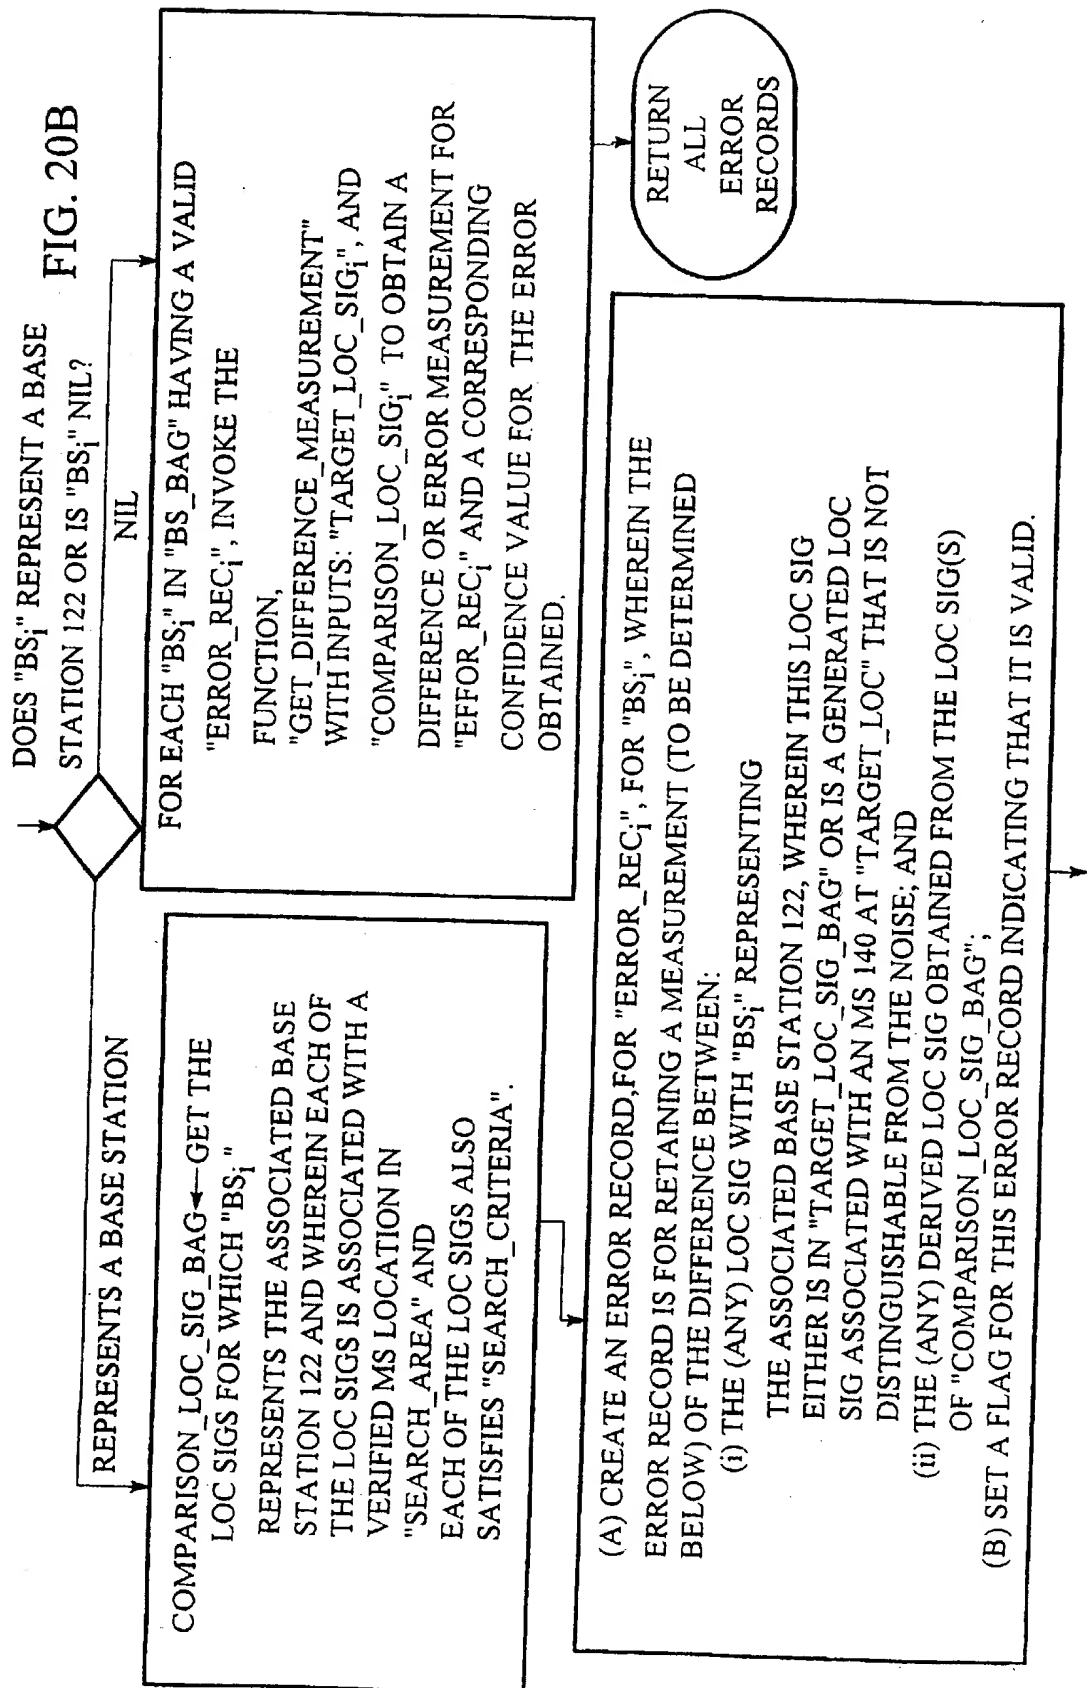 FIG. 20B
DOES "BSi" REPRESENT A BASE
STATION 122 OR IS "BSi" NIL?
REPRESENTS A BASE STATION
NIL
COMPARISON_LOC_SIG_BAG←GET THE
LOC SIGS FOR WHICH "BSi"
REPRESENTS THE ASSOCIATED BASE
STATION 122 AND WHEREIN EACH OF
THE LOC SIGS IS ASSOCIATED WITH A
VERIFIED MS LOCATION IN
"SEARCH_AREA" AND
EACH OF THE LOC SIGS ALSO
SATISFIES "SEARCH_CRITERIA".
FOR EACH "BSi" IN "BS_BAG" HAVING A VALID
"ERROR_RECi", INVOKE THE
FUNCTION,
"GET_DIFFERENCE_MEASUREMENT"
WITH INPUTS: "TARGET_LOC_SIGi", AND
"COMPARISON_LOC_SIGi" TO OBTAIN A
DIFFERENCE OR ERROR MEASUREMENT FOR
"EFFOR_RECi" AND A CORRESPONDING
CONFIDENCE VALUE FOR THE ERROR
OBTAINED.
RETURN
ALL
ERROR
RECORDS
(A) CREATE AN ERROR RECORD,FOR "ERROR_RECi", FOR "BSi", WHEREIN THE
ERROR RECORD IS FOR RETAINING A MEASUREMENT (TO BE DETERMINED
BELOW) OF THE DIFFERENCE BETWEEN:
(i) THE (ANY) LOC SIG WITH "BSi" REPRESENTING
THE ASSOCIATED BASE STATION 122, WHEREIN THIS LOC SIG
EITHER IS IN "TARGET_LOC_SIG_BAG" OR IS A GENERATED LOC
SIG ASSOCIATED WITH AN MS 140 AT "TARGET_LOC" THAT IS NOT
DISTINGUISHABLE FROM THE NOISE; AND
(ii) THE (ANY) DERIVED LOC SIG OBTAINED FROM THE LOC SIG(S)
OF "COMPARISON_LOC_SIG_BAG";
(B) SET A FLAG FOR THIS ERROR RECORD INDICATING THAT IT IS VALID.